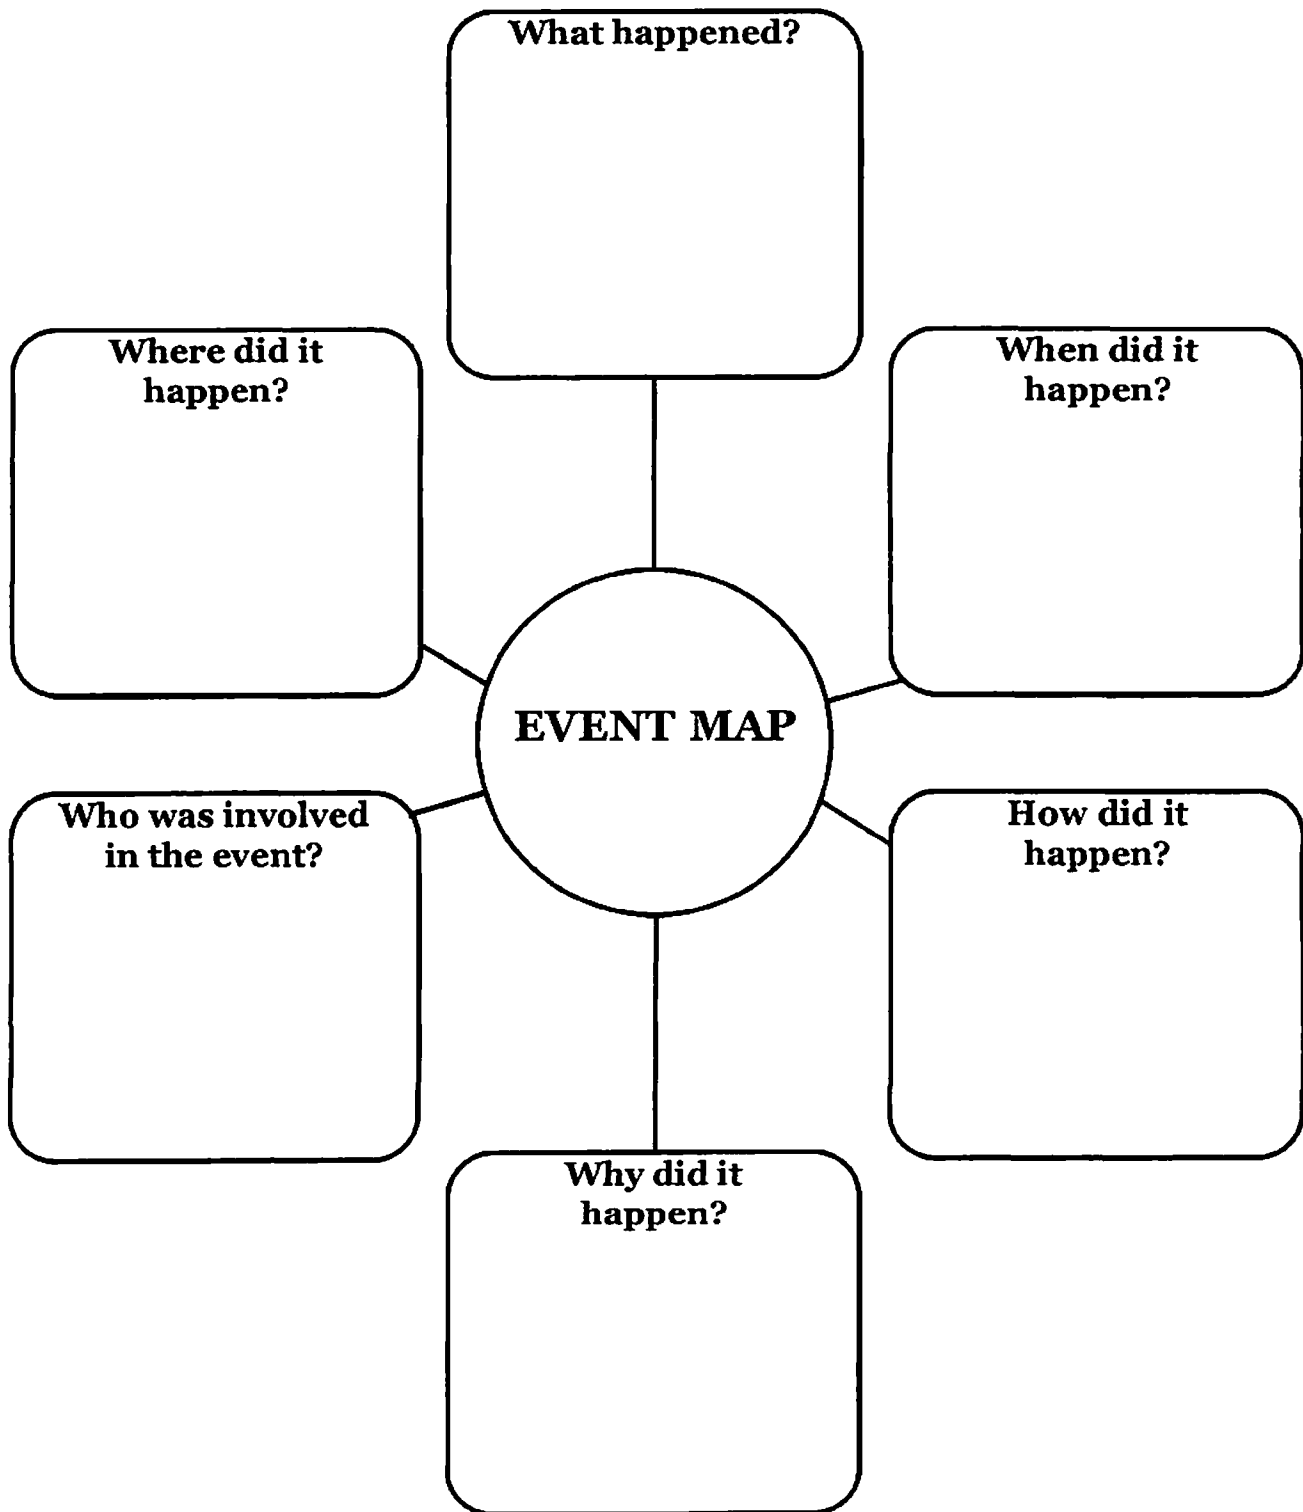 What happened?
Where did it
happen?
When did it
happen?
EVENT MAP
Who was involved
in the event?
How did it
happen?
Why did it
happen?